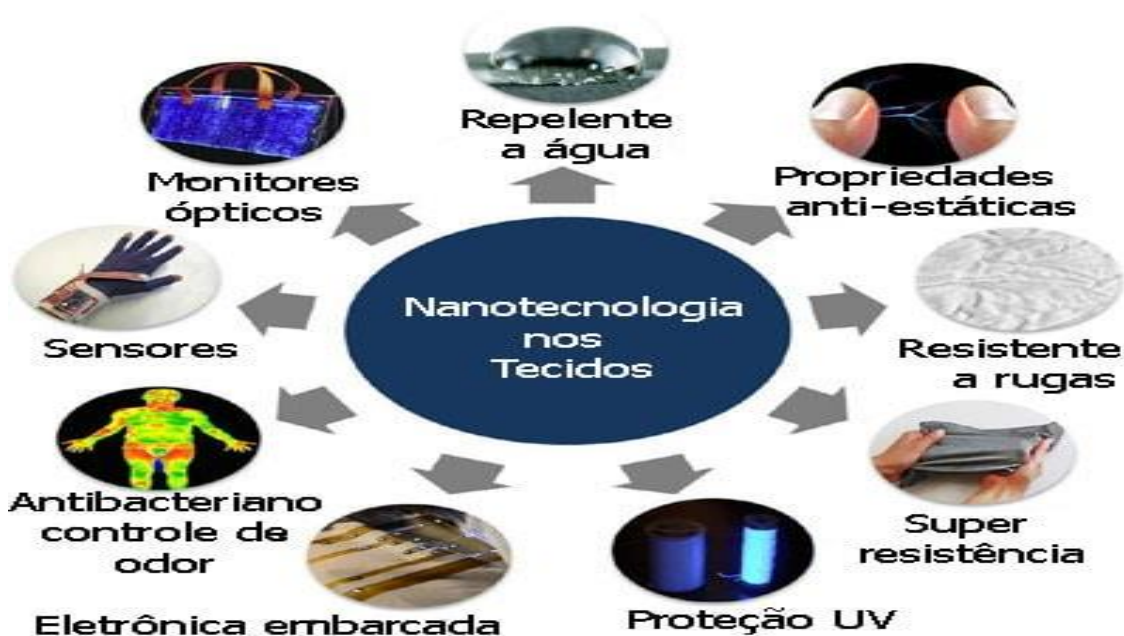 Nanotecnologia
nos
Tecidos
Repelente
a água
Propriedades
anti-estáticas
Resistente
a rugas
Super
resistência
Proteção UV
Eletrônica embarcada
Antibacteriano
controle de
odor
Sensores
Monitores
ópticos